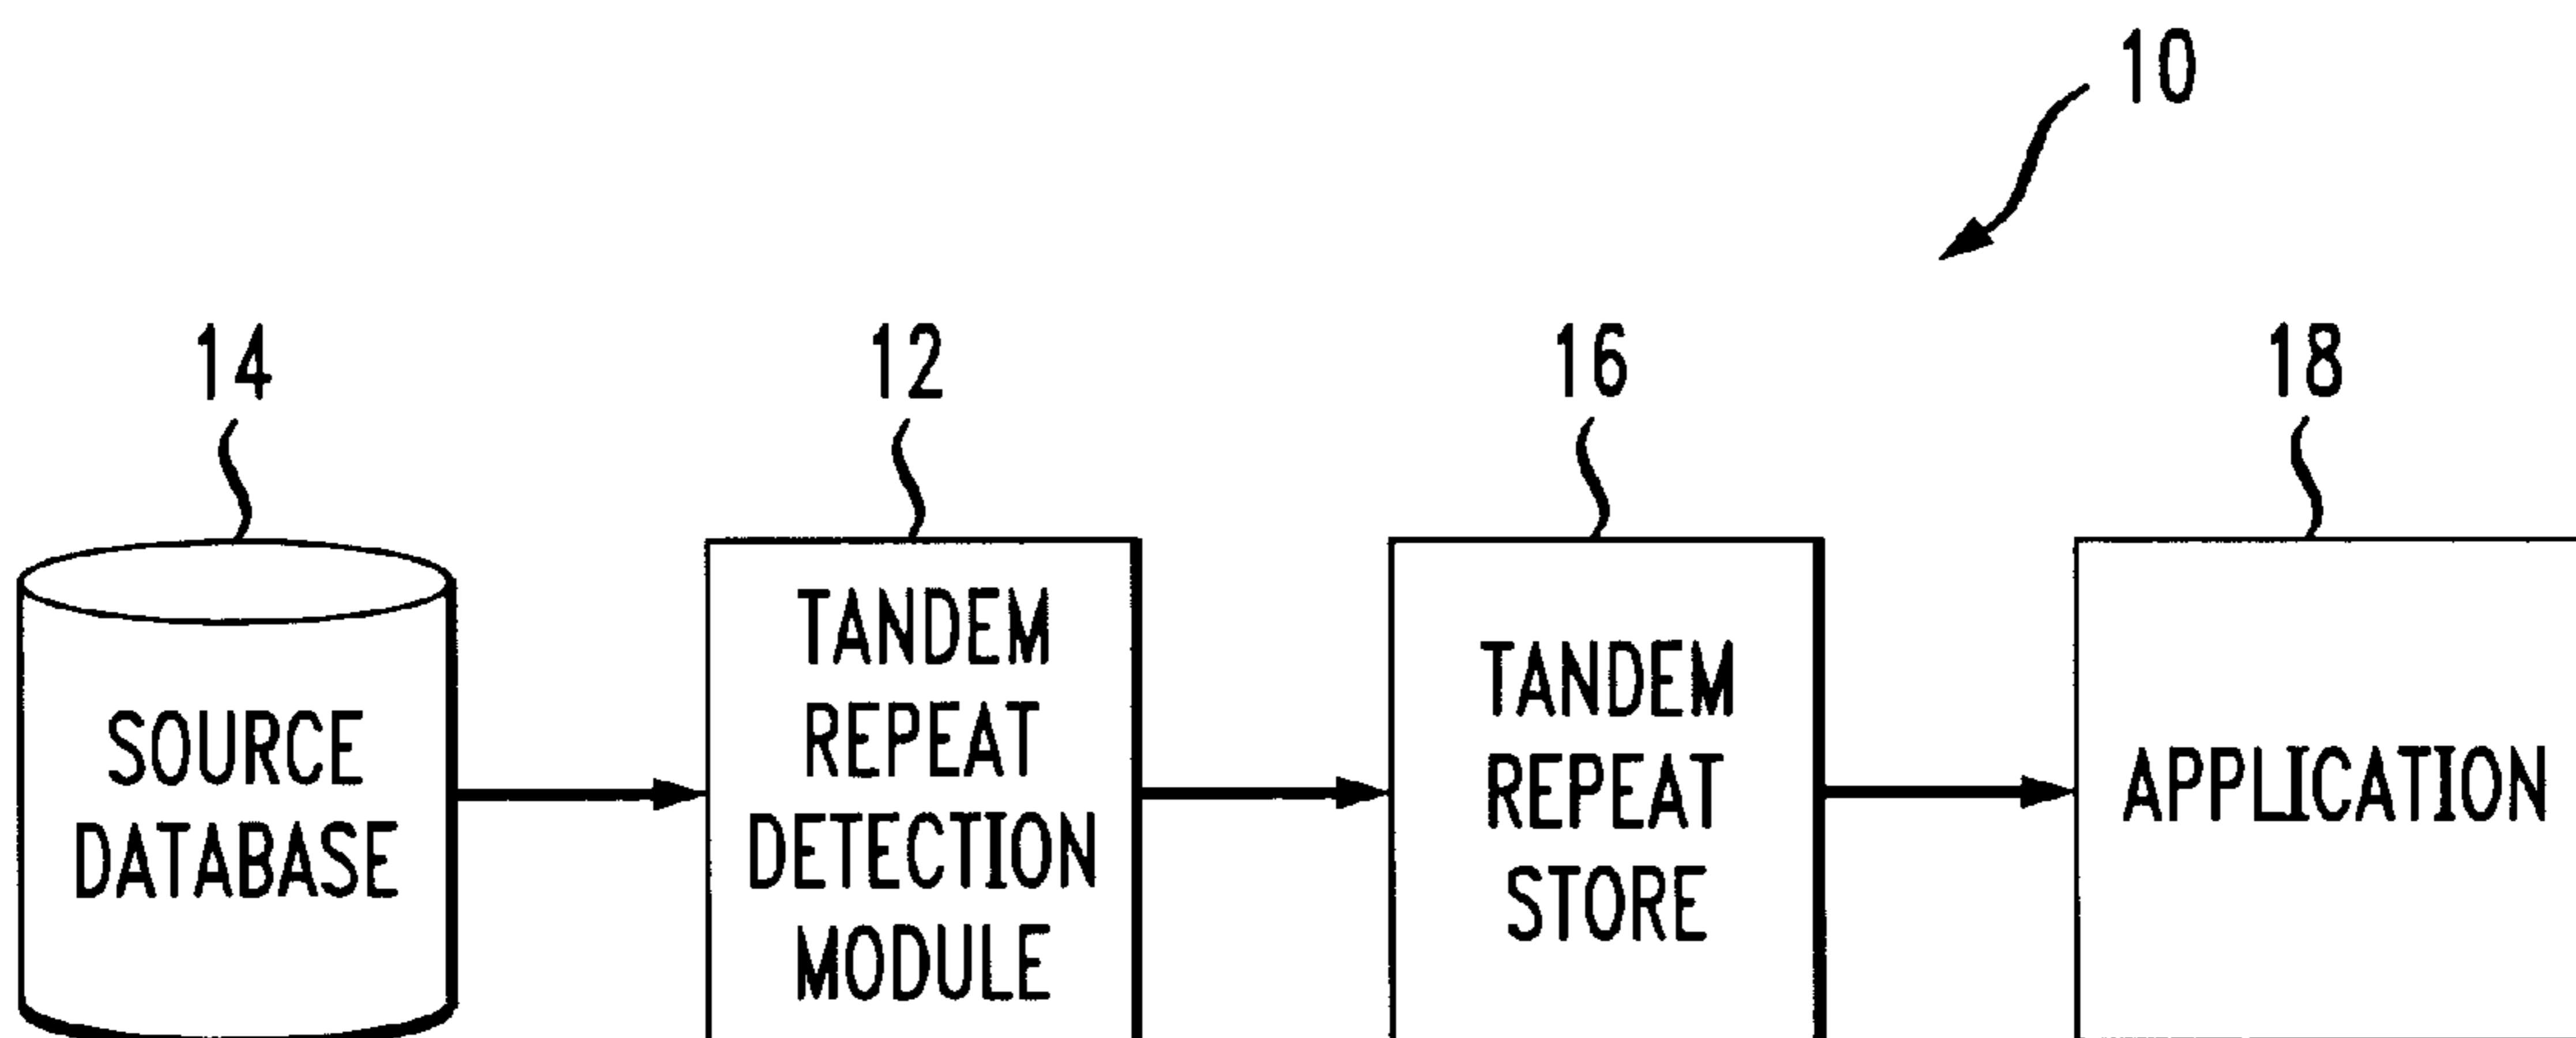 10
14
12
16
18
SOURCE
DATABASE
TANDEM
REPEAT
DETECTION
MODULE
TANDEM
REPEAT
STORE
APPLICATION